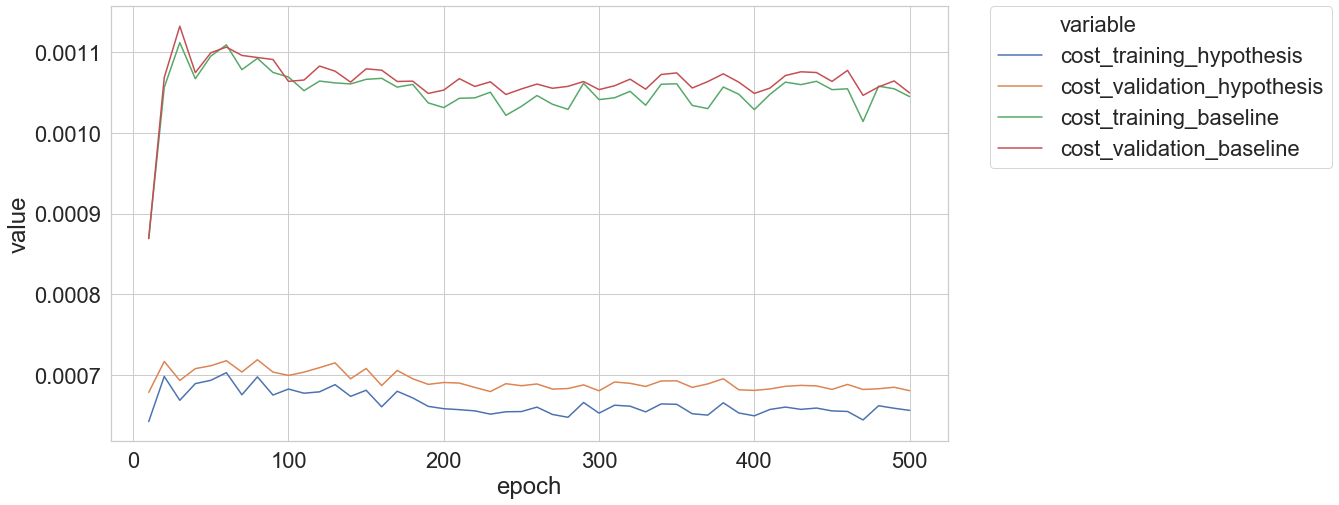 0.0011
0.0010
0.0009
0.0008
0.0007
value
0
100
200
300
400
500
epoch
variable
cost_training_hypothesis
cost_validation_hypothesis
cost_training_baseline
cost_validation_baseline